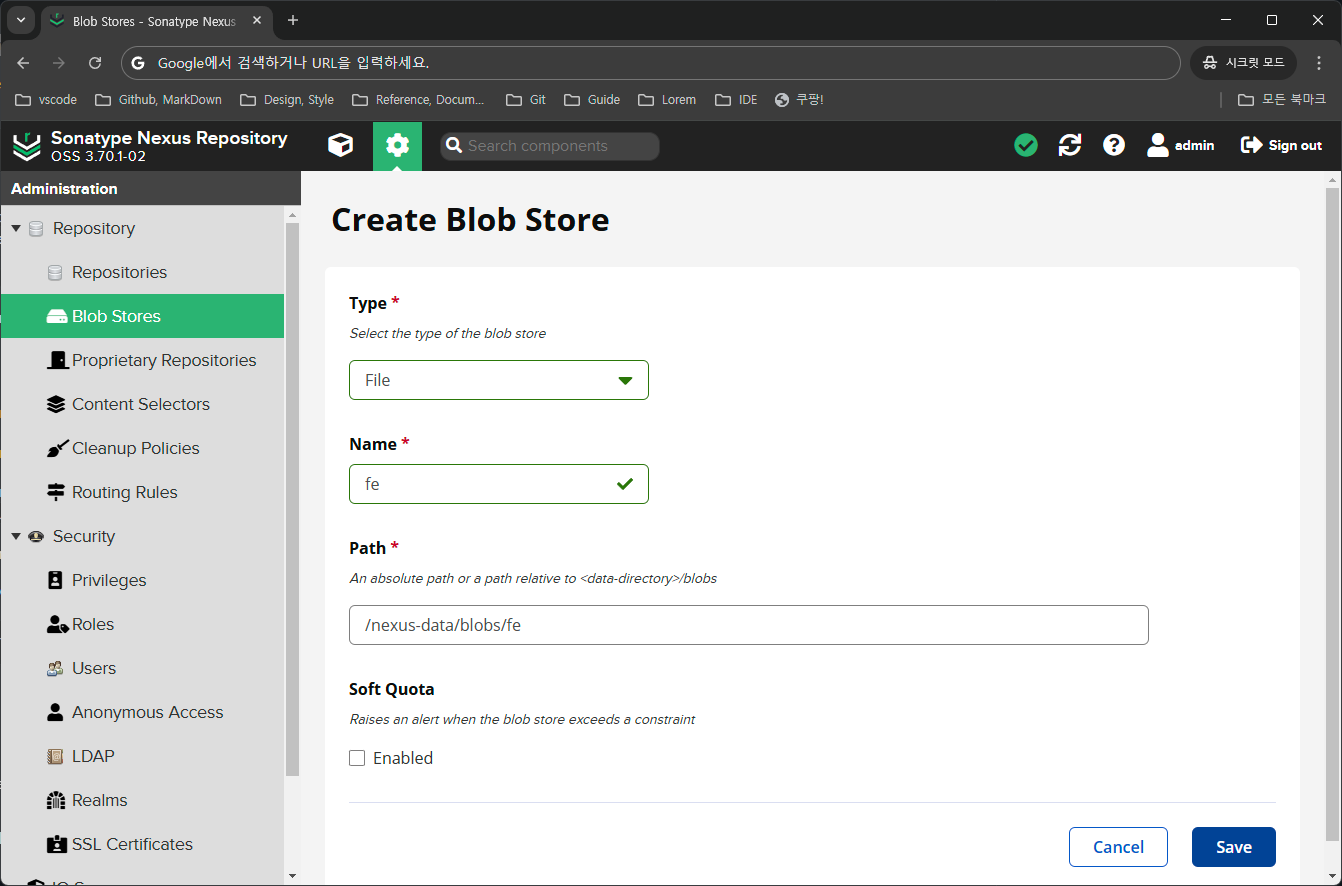 Blob Stores - Sonatype Nexus
Google에서 검색하거나 URL을 입력하세요.
시크릿 모드
vscode
Github, MarkDown
Design, Style
Reference, Docum...
Git
Guide
Lorem
IDE
쿠팡!
모든 북마크
Sonatype Nexus Repository
OSS 3.70.1-02
Search components
admin
Sign out
Administration
Repository
Repositories
Blob Stores
Proprietary Repositories
Content Selectors
Cleanup Policies
Routing Rules
Security
Privileges
Roles
Users
Anonymous Access
LDAP
Realms
SSL Certificates
Create Blob Store
Type *
Select the type of the blob store
File
Name *
fe
Path *
An absolute path or a path relative to <data-directory>/blobs
/nexus-data/blobs/fe
Soft Quota
Raises an alert when the blob store exceeds a constraint
Enabled
Cancel
Save